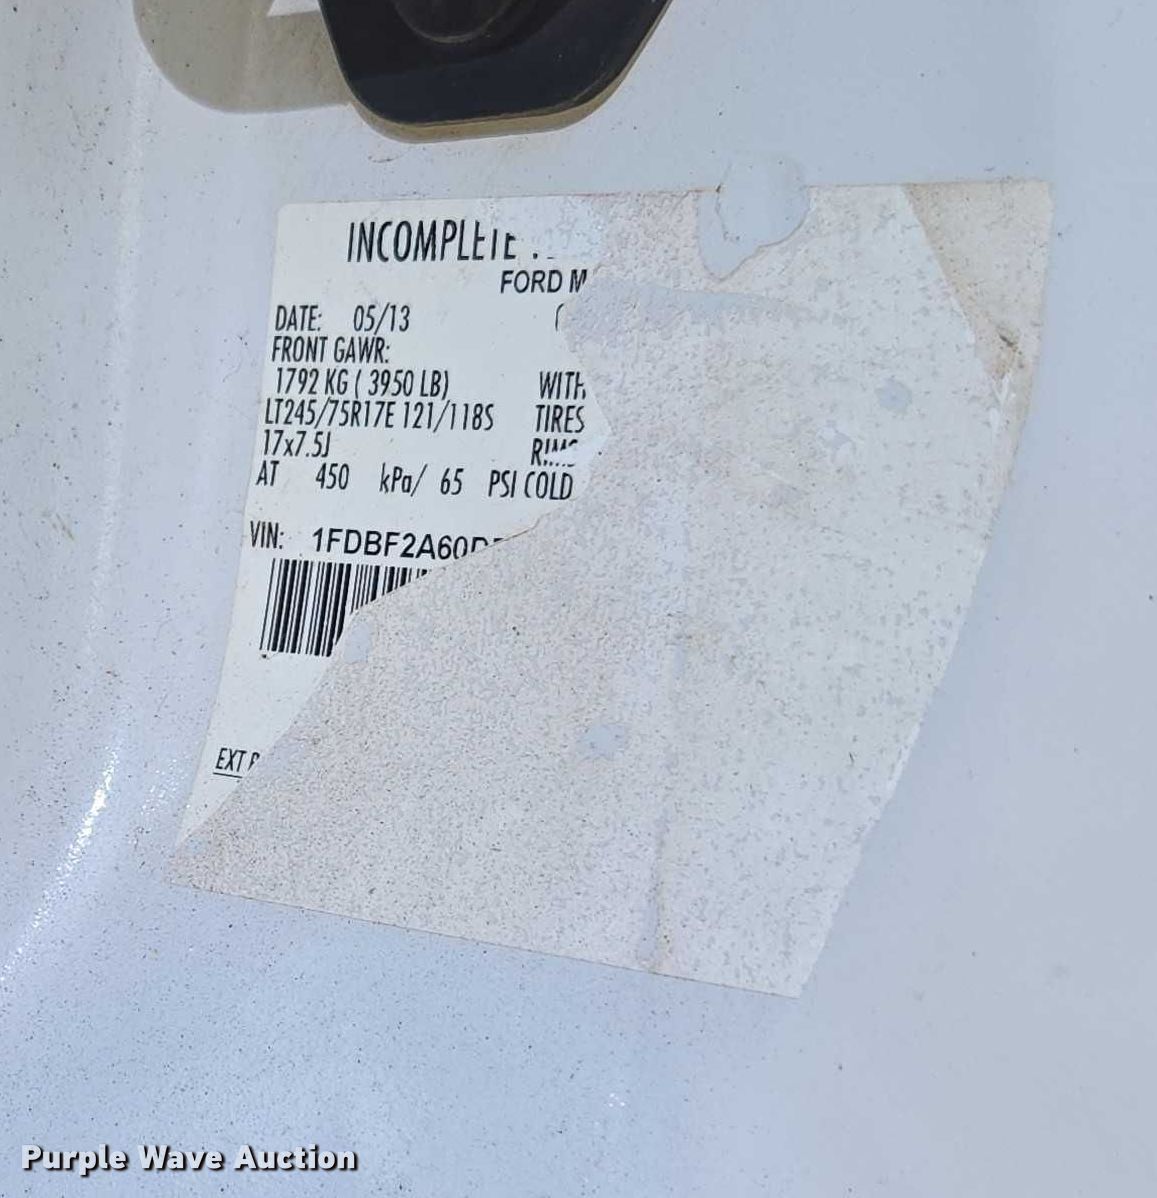 INCOMPLETE
FORD M
DATE: 05/13
FRONT GAWR:
1792 KG ( 3950 LB) WITH
LT245/75R17E 121/118S TIRES
17x7.5J RIMS
AT 450 kPa/ 65 PSI COLD
VIN: 1FDBF2A60D
EXT P
Purple Wave Auction